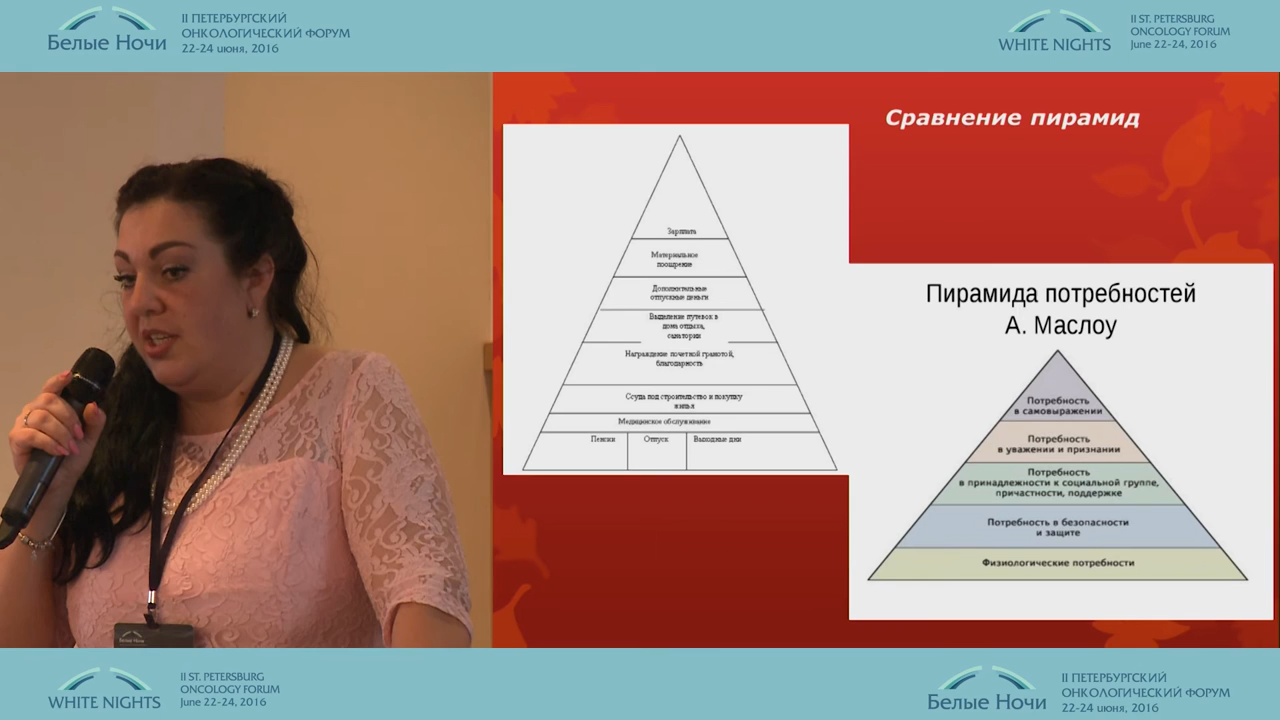 II ПЕТЕРБУРГСКИЙ
ОНКОЛОГИЧЕСКИЙ ФОРУМ
22-24 июня, 2016
Белые Ночи
II ST. PETERSBURG
ONCOLOGY FORUM
June 22-24, 2016
WHITE NIGHTS
Сравнение пирамид
Зарплата
Материальное
поощрение
Дополнительные
отпускные деньги
Выделение путевок в
дома отдыха,
санатории
Награждение почетной грамотой,
благодарность
Ссуда под строительство и покупку
жилья
Медицинское обслуживание
Пенсии
Отпуск
Выходные дни
Пирамида потребностей
А. Маслоу
Потребность
в самовыражении
Потребность
в уважении и признании
Потребность
в принадлежности к социальной группе,
причастности, поддержке
Потребность в безопасности
и защите
Физиологические потребности
Белые Ночи
II ST. PETERSBURG
ONCOLOGY FORUM
June 22-24, 2016
WHITE NIGHTS
II ПЕТЕРБУРГСКИЙ
ОНКОЛОГИЧЕСКИЙ ФОРУМ
22-24 июня, 2016
Белые Ночи